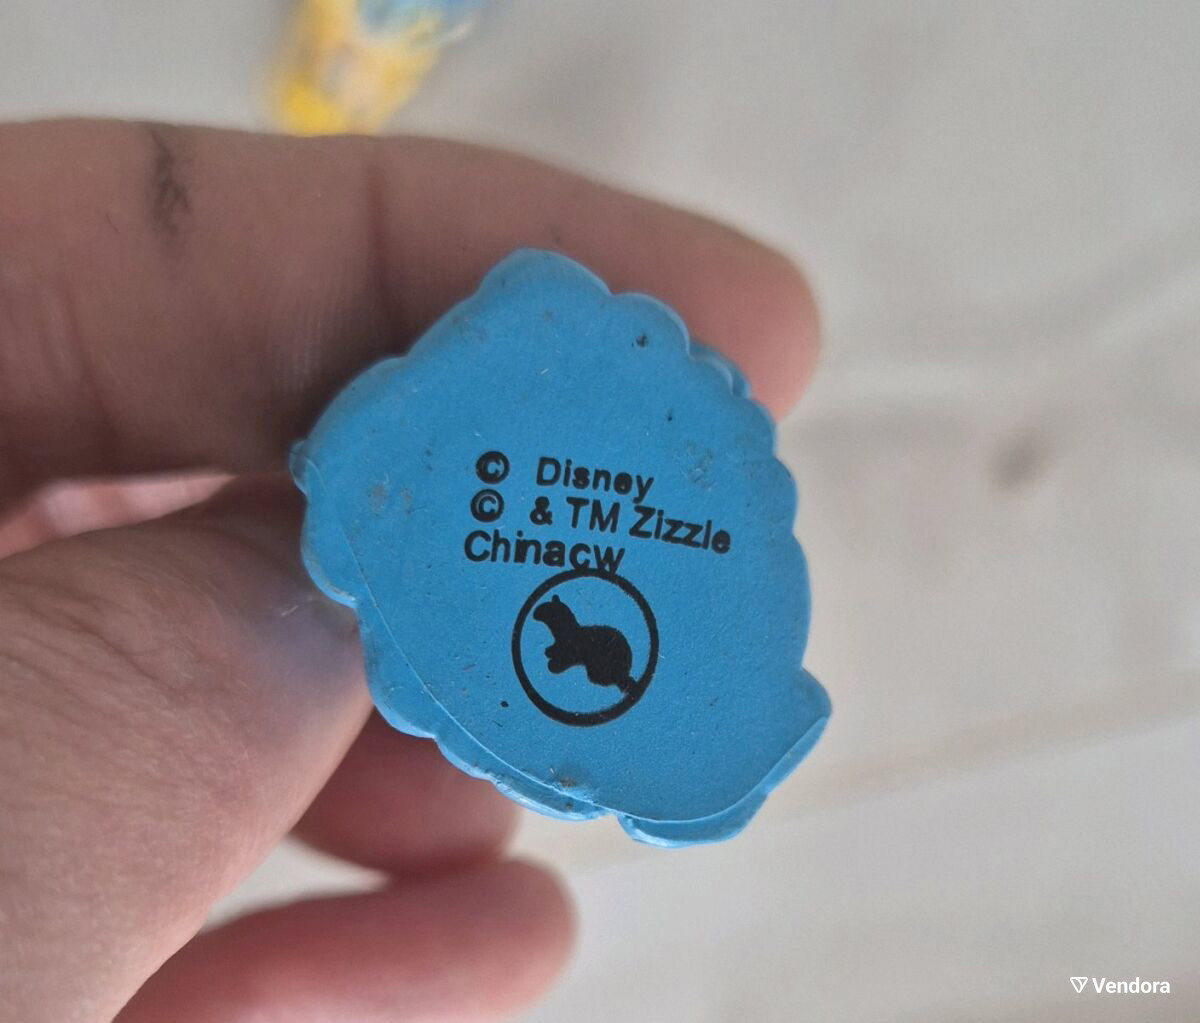 © Disney
© & TM Zizzle
Chinacw
Vendora